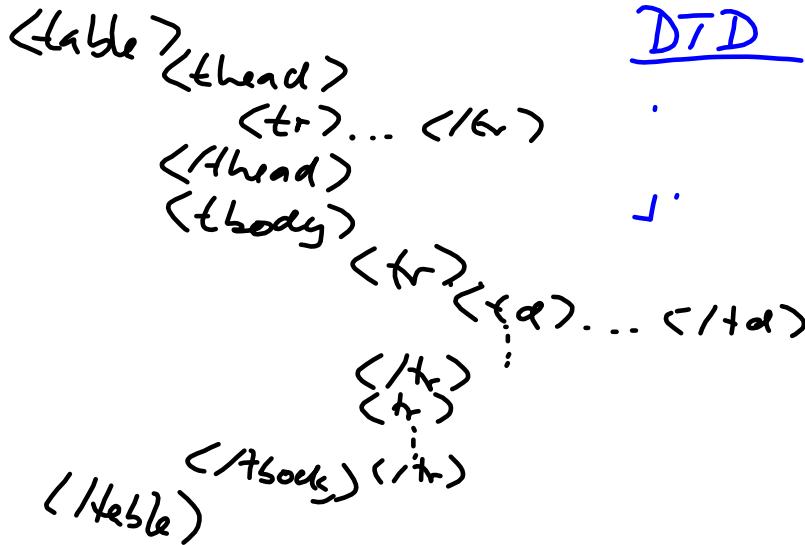 <table>
DTD
<thead>
<tr>... </tr>
</thead>
<tbody>
<tr>
<td>... </td>
</tr>
<tr>
</tbody> </tr>
</table>